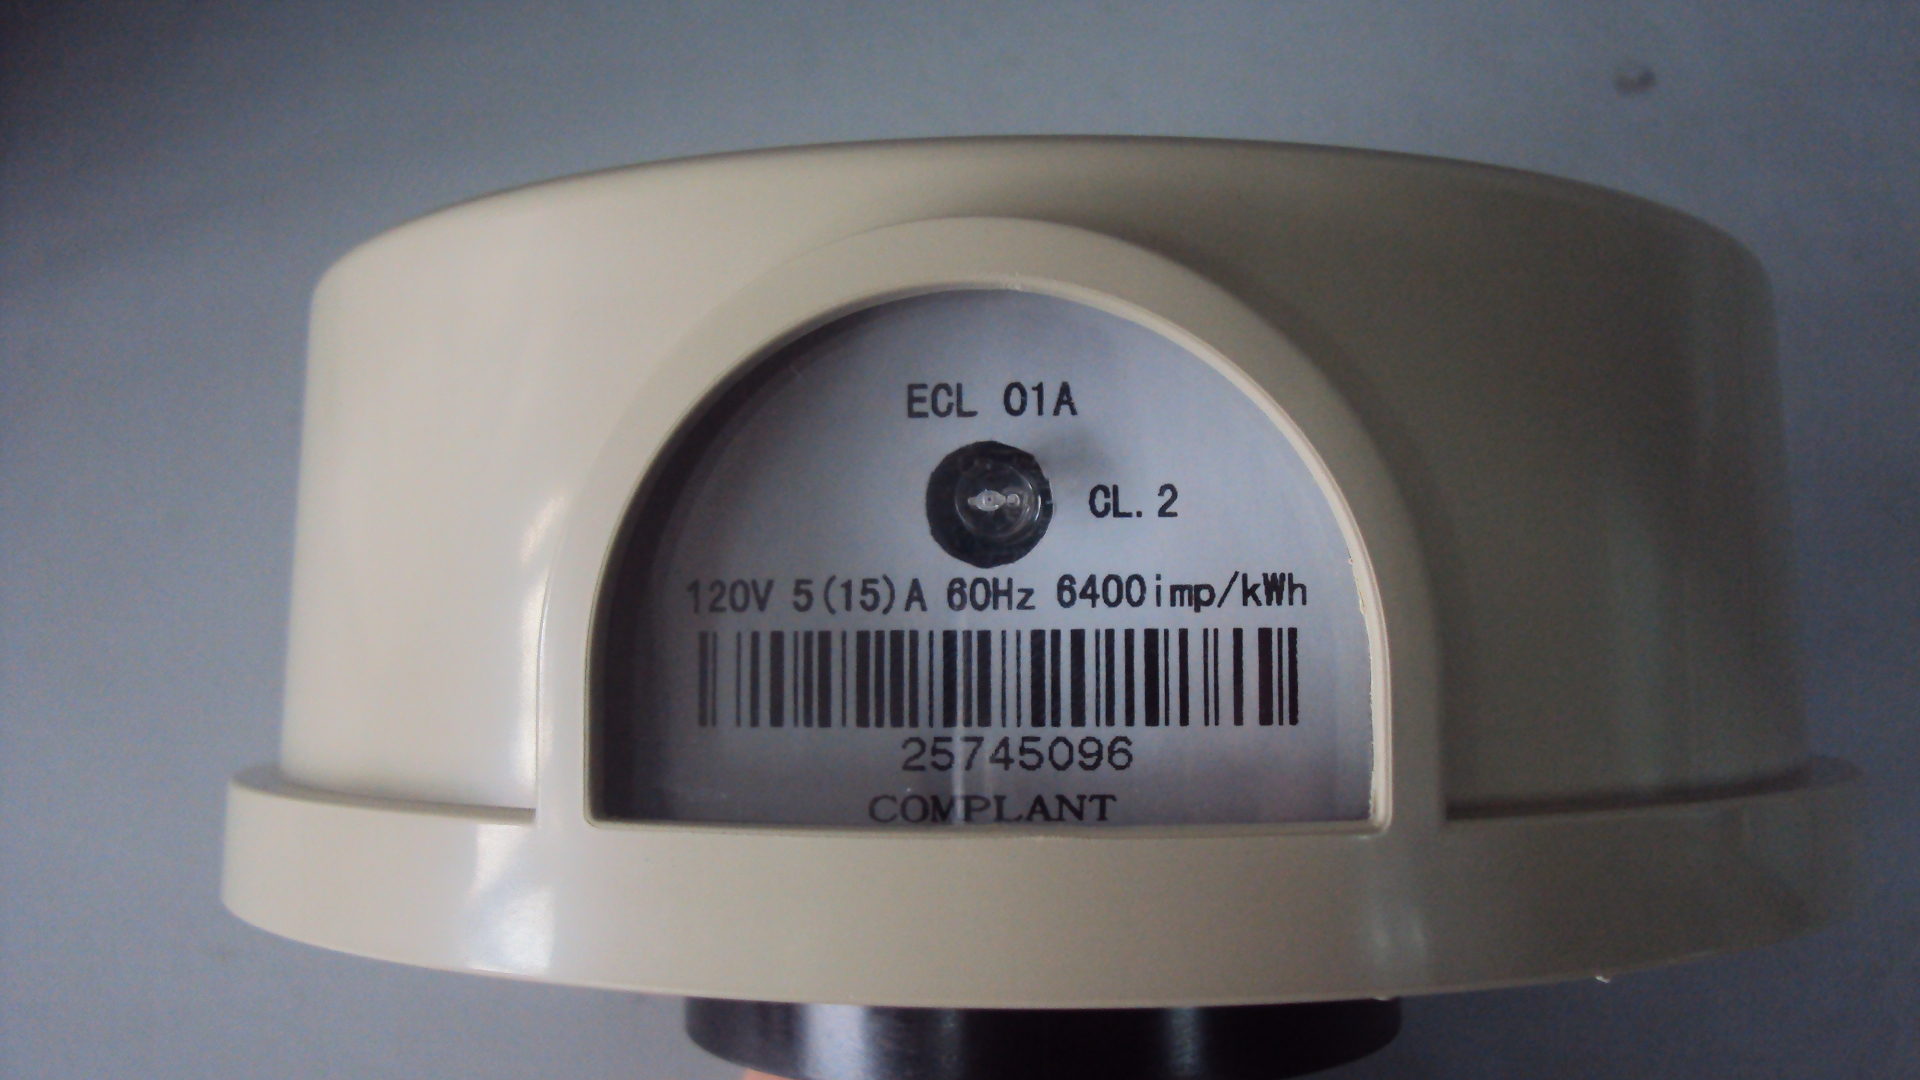 ECL 01A
CL. 2
120V 5(15)A 60Hz 6400imp/kWh
25745096
COMPLANT